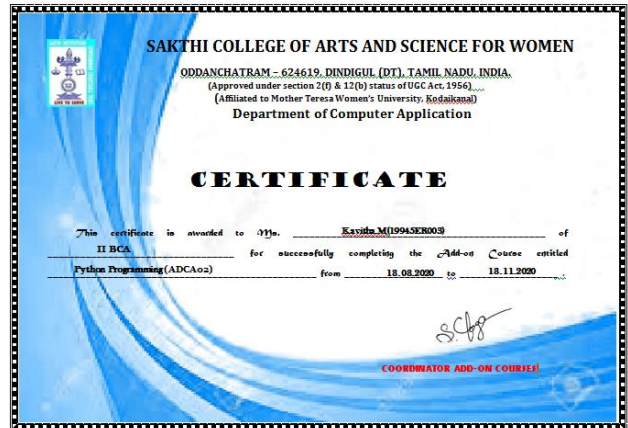 SAKTHI COLLEGE OF ARTS AND SCIENCE FOR WOMEN
ODDANCHATRAM – 624619, DINDIGUL (DT), TAMIL NADU, INDIA.
(Approved under section 2(f) & 12(b) status of UGC Act, 1956)
(Affiliated to Mother Teresa Women's University, Kodaikanal)
Department of Computer Application
CERTIFICATE
This certificate is awarded to Ms. Kavitha M(19945ER003) of
II BCA for successfully completing the Add-on Course entitled
Python Programming (ADCA02) from 18.08.2020 to 18.11.2020 .
COORDINATOR ADD-ON COURSES
LIVE TO SERVE